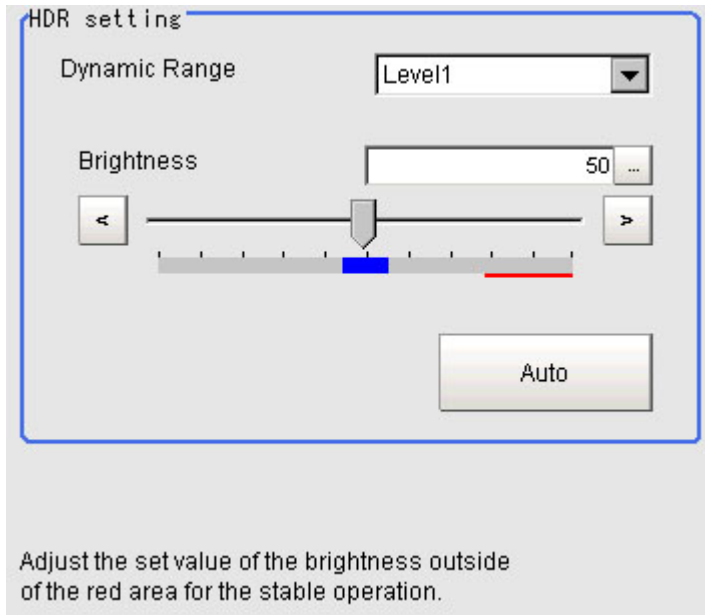 HDR setting
Dynamic Range
Level1
Brightness
50 ...
< >
Auto
Adjust the set value of the brightness outside
of the red area for the stable operation.